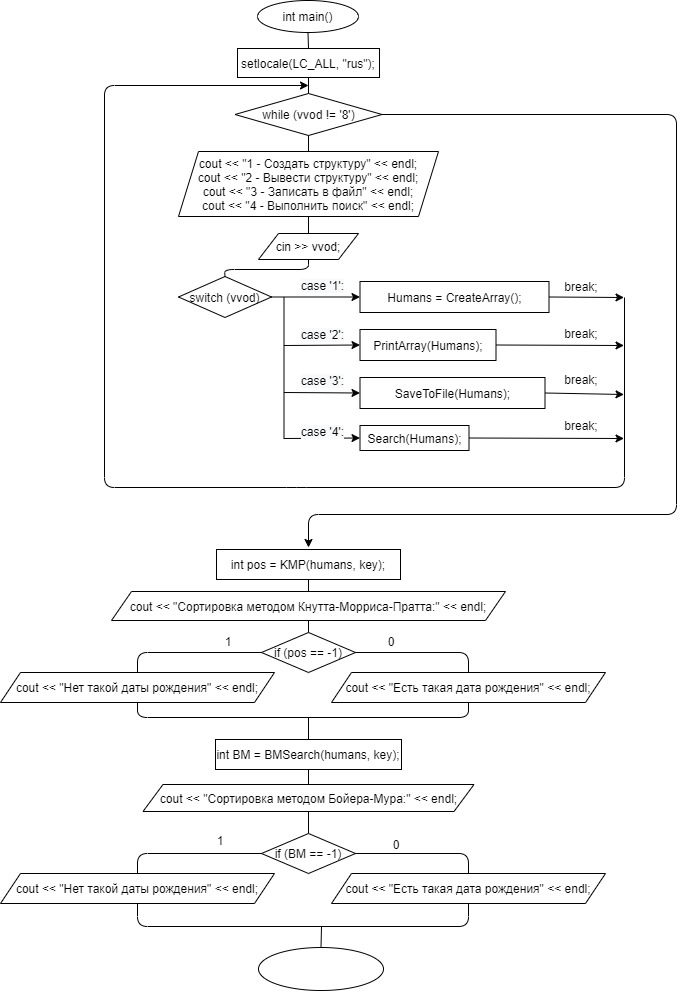 int main()
setlocale(LC_ALL, "rus");
while (vvod != '8')
cout << "1 - Создать структуру" << endl;
cout << "2 - Вывести структуру" << endl;
cout << "3 - Записать в файл" << endl;
cout << "4 - Выполнить поиск" << endl;
cin >> vvod;
switch (vvod)
case '1':
Humans = CreateArray();
break;
case '2':
PrintArray(Humans);
break;
case '3':
SaveToFile(Humans);
break;
case '4':
Search(Humans);
break;
int pos = KMP(humans, key);
cout << "Сортировка методом Кнутта-Морриса-Пратта:" << endl;
1
if (pos == -1)
0
cout << "Нет такой даты рождения" << endl;
cout << "Есть такая дата рождения" << endl;
int BM = BMSearch(humans, key);
cout << "Сортировка методом Бойера-Мура:" << endl;
1
if (BM == -1)
0
cout << "Нет такой даты рождения" << endl;
cout << "Есть такая дата рождения" << endl;